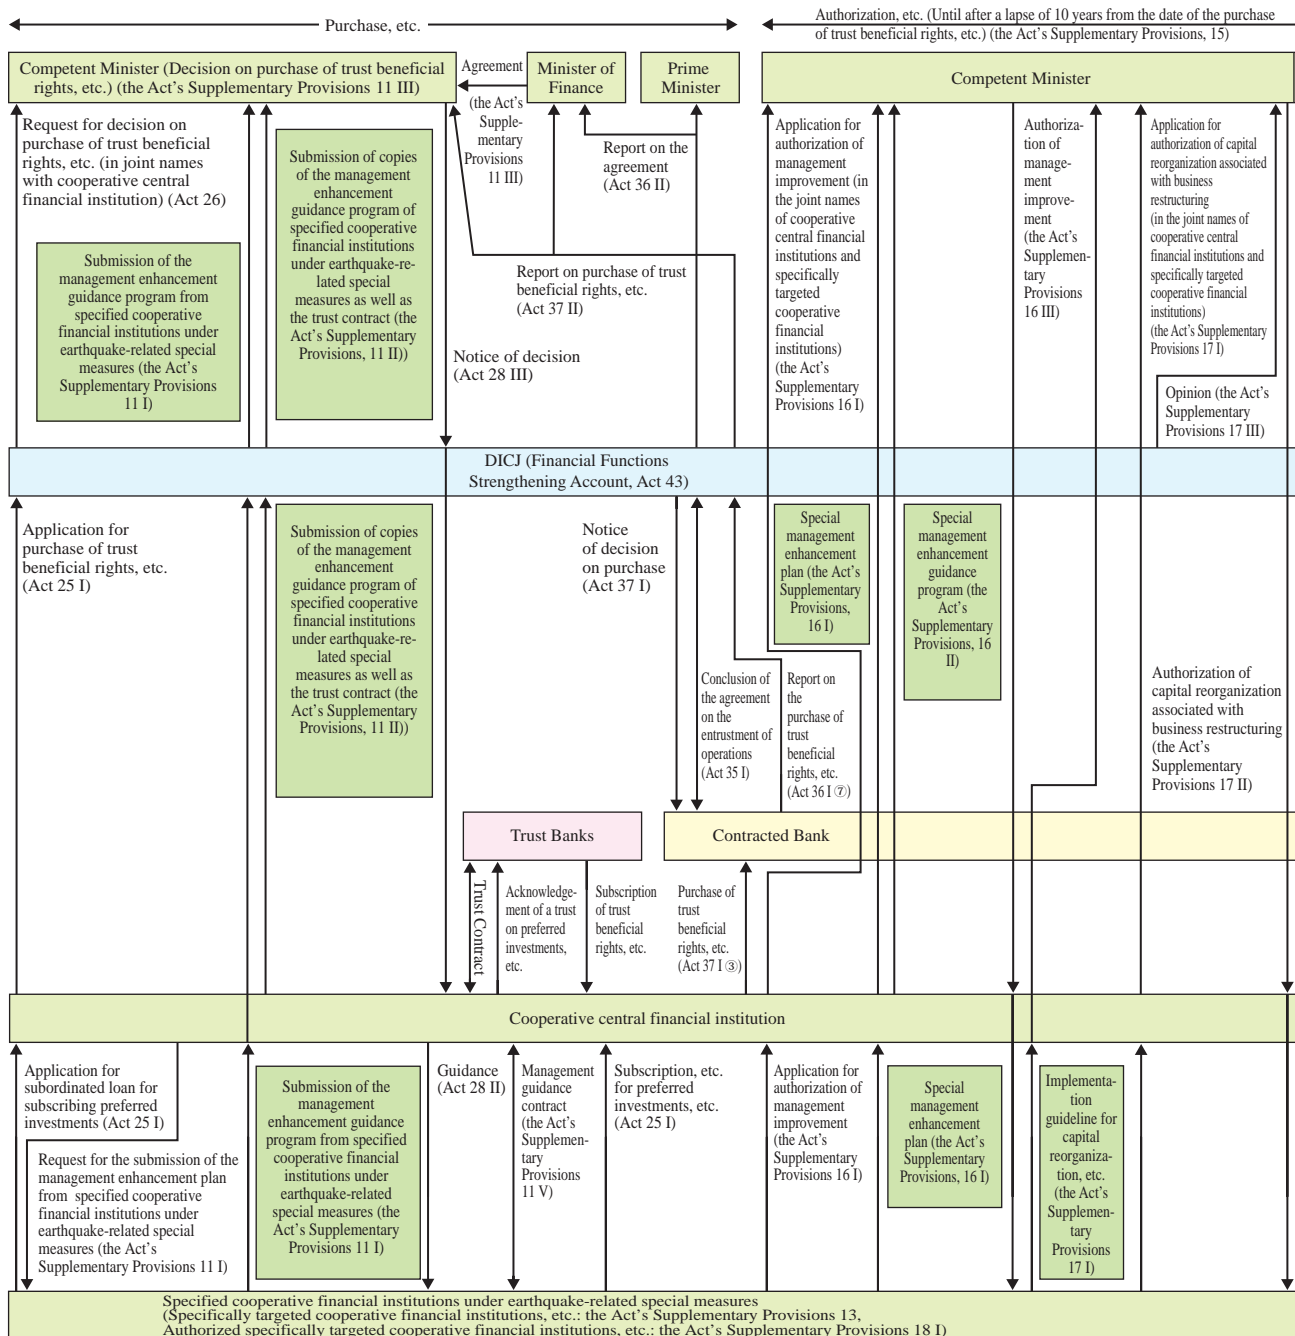 Purchase, etc.
Authorization, etc. (Until after a lapse of 10 years from the date of the purchase
of trust beneficial rights, etc.) (the Act's Supplementary Provisions, 15)
Competent Minister (Decision on purchase of trust beneficial
rights, etc.) (the Act's Supplementary Provisions 11 III)
Agreement
(the Act's
Supple-
mentary
Provisions
11 III)
Minister of
Finance
Prime
Minister
Competent Minister
Request for decision on
purchase of trust beneficial
rights, etc. (in joint names
with cooperative central
financial institution) (Act 26)
Submission of the
management enhancement
guidance program from
specified cooperative
financial institutions under
earthquake-related special
measures (the Act's
Supplementary Provisions
11 I)
Submission of copies
of the management
enhancement
guidance program of
specified cooperative
financial institutions
under earthquake-re-
lated special
measures as well as
the trust contract (the
Act's Supplementary
Provisions, 11 II))
Notice of decision
(Act 28 III)
Report on the
agreement
(Act 36 II)
Report on purchase of trust
beneficial rights, etc.
(Act 37 II)
Application for
authorization of
management
improvement (in
the joint names
of cooperative
central financial
institutions and
specifically
targeted
cooperative
financial
institutions)
(the Act's
Supplementary
Provisions 16 I)
Authoriza-
tion of
manage-
ment
improvement
(the Act's
Supplemen-
tary
Provisions
16 III)
Application for
authorization of capital
reorganization associated
with business
restructuring
(in the joint names of
cooperative central
financial institutions and
specifically targeted
cooperative financial
institutions)
(the Act's Supplementary
Provisions 17 I)
Opinion (the Act's
Supplementary
Provisions 17 III)
DICJ (Financial Functions
Strengthening Account, Act 43)
Application for
purchase of trust
beneficial rights, etc.
(Act 25 I)
Submission of copies
of the management
enhancement
guidance program of
specified cooperative
financial institutions
under earthquake-re-
lated special
measures as well as
the trust contract (the
Act's Supplementary
Provisions, 11 II))
Notice
of decision
on purchase
(Act 37 I)
Conclusion of
the agreement
on the
entrustment of
operations
(Act 35 I)
Report on
the
purchase of
trust
beneficial
rights, etc.
(Act 36 I ⑦)
Special
management
enhancement
plan (the Act's
Supplementary
Provisions,
16 I)
Special
management
enhancement
guidance
program (the
Act's
Supplementary
Provisions, 16
II)
Authorization of
capital reorganization
associated with
business restructuring
(the Act's
Supplementary
Provisions 17 II)
Trust Banks
Contracted Bank
Trust Contract
Acknowledge-
ment of a trust
on preferred
investments,
etc.
Subscription
of trust
beneficial
rights, etc.
Purchase of
trust
beneficial
rights, etc.
(Act 37 I ③)
Cooperative central financial institution
Application for
subordinated loan for
subscribing preferred
investments (Act 25 I)
Request for the submission of the
management enhancement plan
from specified cooperative
financial institutions under
earthquake-related special
measures (the Act's
Supplementary Provisions 11 I)
Submission of the
management
enhancement guidance
program from specified
cooperative financial
institutions under
earthquake-related
special measures (the
Act's Supplementary
Provisions 11 I)
Guidance
(Act 28 II)
Management
guidance
contract
(the Act's
Supplemen-
tary
Provisions
11 V)
Subscription, etc.
for preferred
investments, etc.
(Act 25 I)
Application for
authorization of
management
improvement
(the Act's
Supplementary
Provisions 16 I)
Special
management
enhancement
plan (the Act's
Supplementary
Provisions, 16 I)
Implementa-
tion
guideline for
capital
reorganiza-
tion, etc.
(the Act's
Supplemen-
tary
Provisions
17 I)
Specified cooperative financial institutions under earthquake-related special measures
(Specifically targeted cooperative financial institutions, etc.: the Act's Supplementary Provisions 13,
Authorized specifically targeted cooperative financial institutions, etc.: the Act's Supplementary Provisions 18 I)